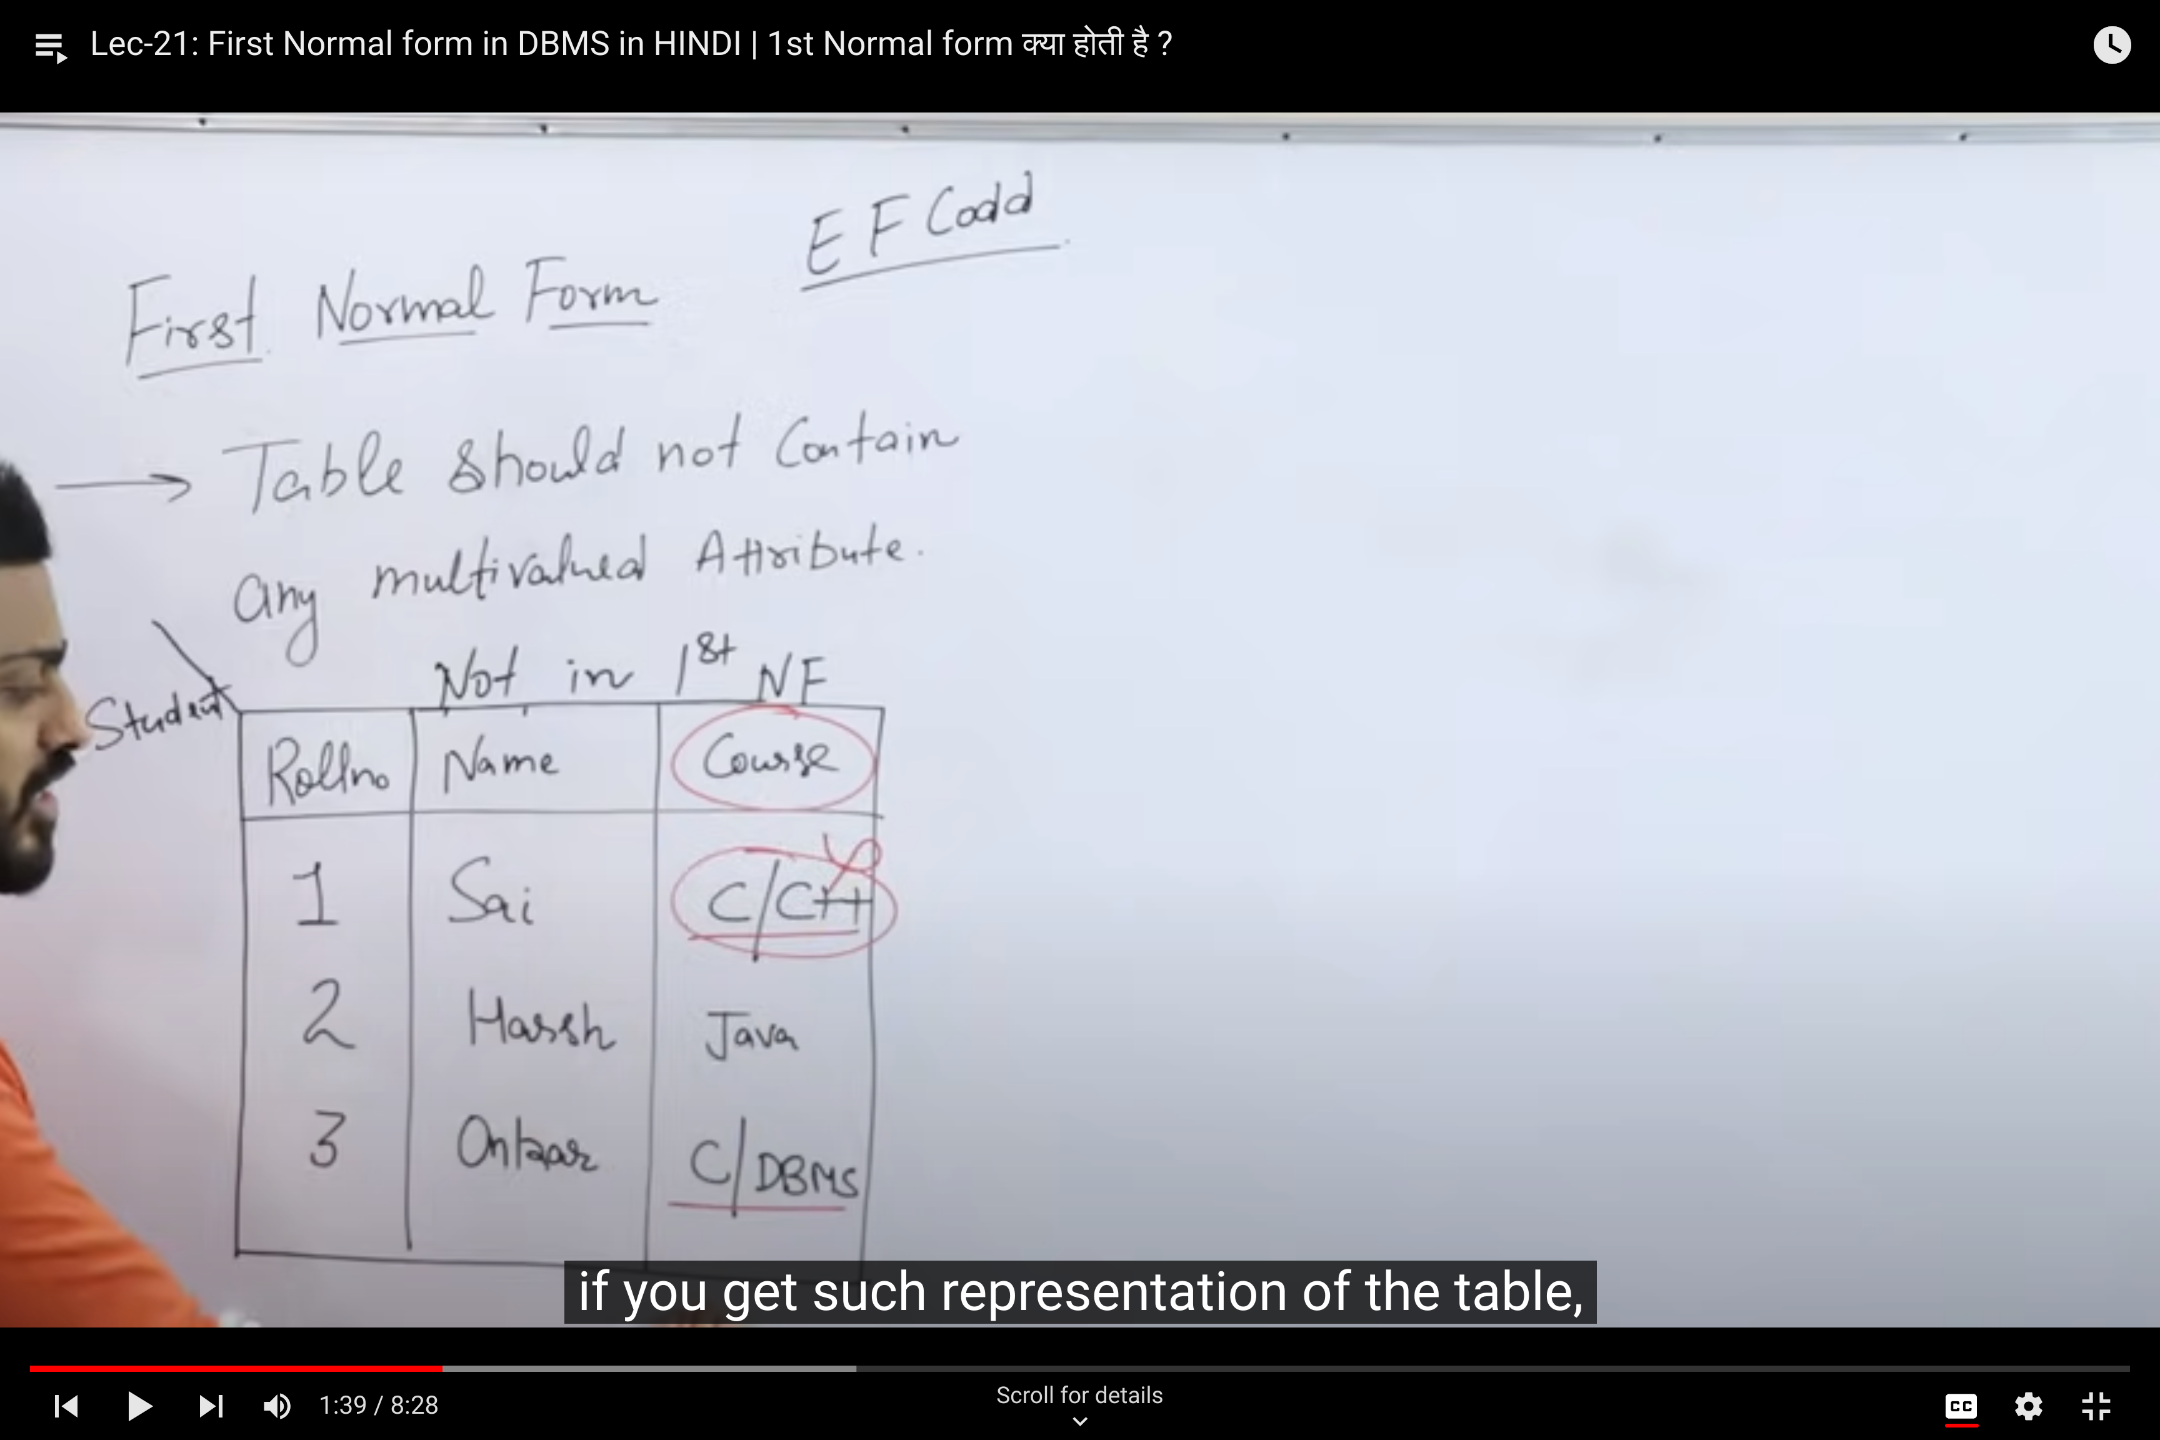 Lec-21: First Normal form in DBMS in HINDI | 1st Normal form क्या होती है ?
E F Codd
First Normal Form
Table should not Contain
any multivalued Attribute.
Not in 1st NF
Student
Rollno Name Course
1 Sai C/C++
2 Harsh Java
3 Onkar C/DBMS
if you get such representation of the table,
1:39 / 8:28
Scroll for details
CC